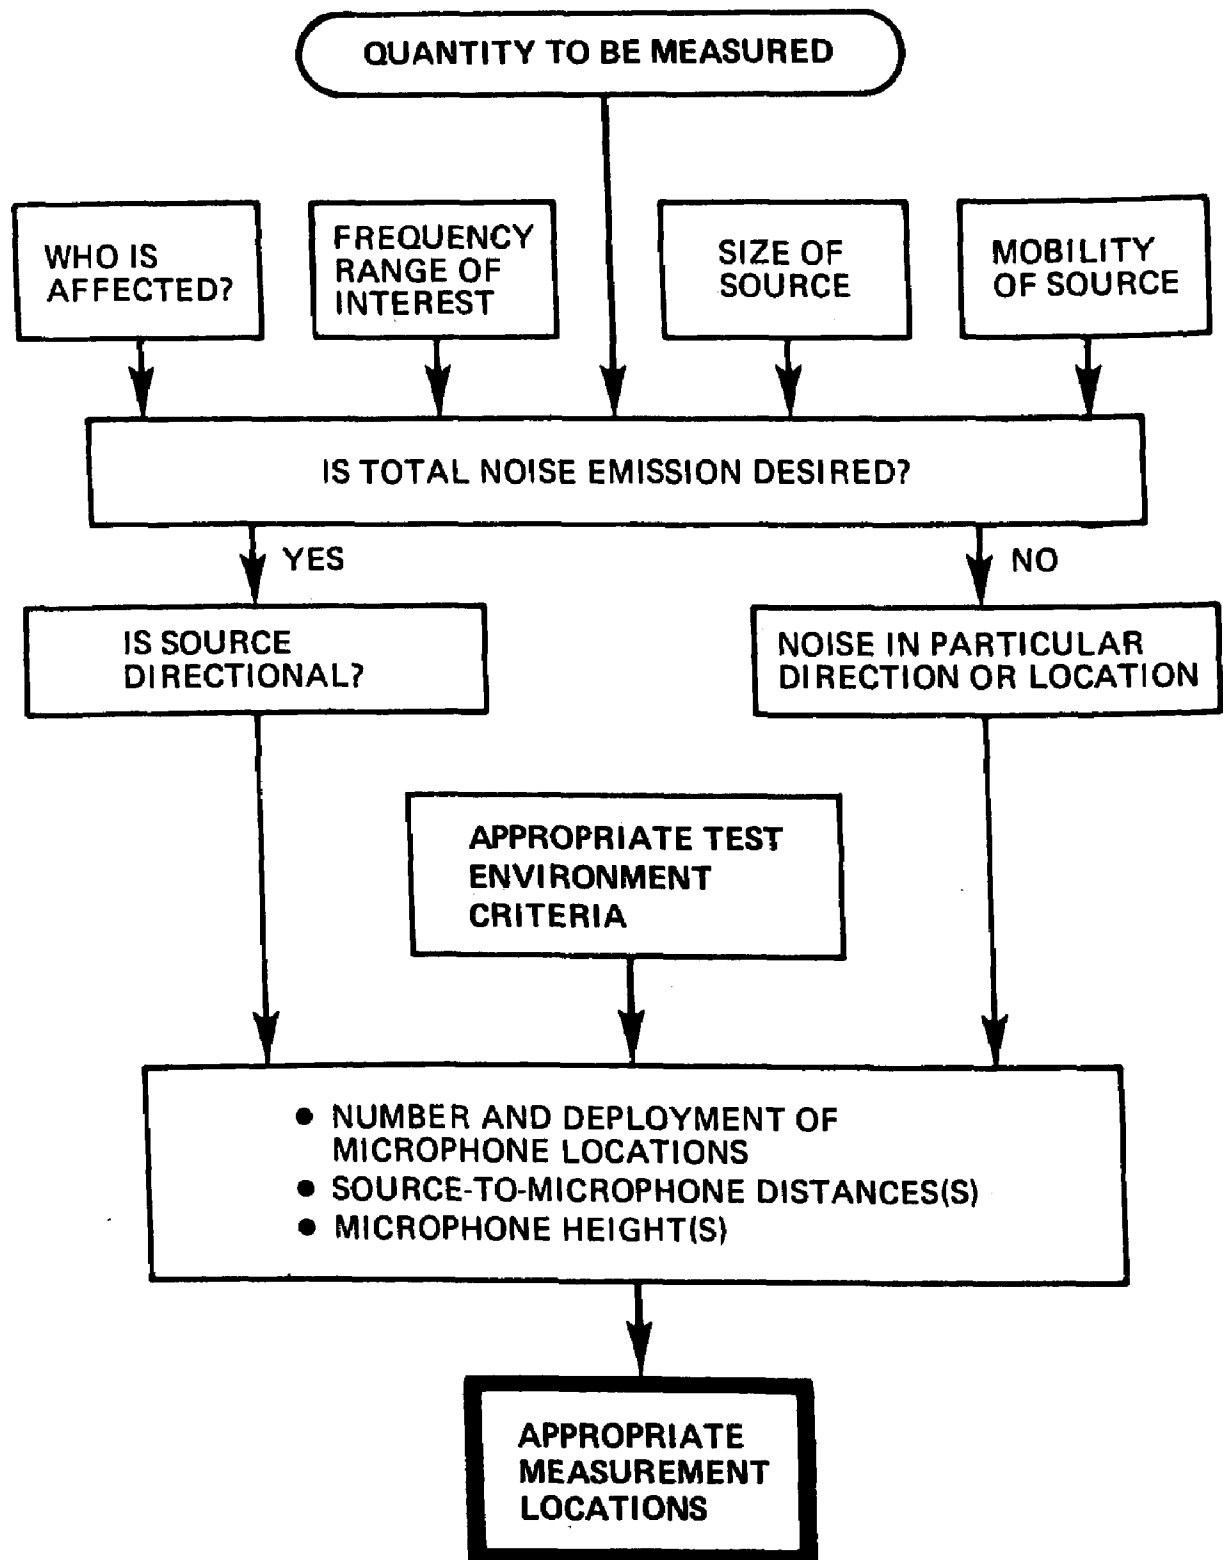 QUANTITY TO BE MEASURED
WHO IS
AFFECTED?
FREQUENCY
RANGE OF
INTEREST
SIZE OF
SOURCE
MOBILITY
OF SOURCE
IS TOTAL NOISE EMISSION DESIRED?
YES
NO
IS SOURCE
DIRECTIONAL?
NOISE IN PARTICULAR
DIRECTION OR LOCATION
APPROPRIATE TEST
ENVIRONMENT
CRITERIA
● NUMBER AND DEPLOYMENT OF
MICROPHONE LOCATIONS
● SOURCE-TO-MICROPHONE DISTANCES(S)
● MICROPHONE HEIGHT(S)
APPROPRIATE
MEASUREMENT
LOCATIONS